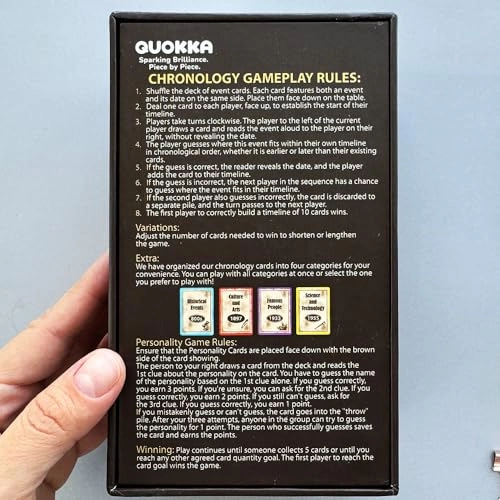 QUOKKA
Sparking Brilliance.
Piece by Piece.
CHRONOLOGY GAMEPLAY RULES:
1. Shuffle the deck of event cards. Each card features both an event
and its date on the same side. Place them face down on the table.
2. Deal one card to each player, face up, to establish the start of their
timeline.
3. Players take turns clockwise. The player to the left of the current
player draws a card and reads the event aloud to the player on their
right, without revealing the date.
4. The player guesses where this event fits within their own timeline
in chronological order, whether it is earlier or later than their existing
cards.
5. If the guess is correct, the reader reveals the date, and the player
adds the card to their timeline.
6. If the guess is incorrect, the next player in the sequence has a chance
to guess where the event fits in their timeline.
7. If the second player also guesses incorrectly, the card is discarded to
a separate pile, and the turn passes to the next player.
8. The first player to correctly build a timeline of 10 cards wins.
Variations:
Adjust the number of cards needed to win to shorten or lengthen
the game.
Extra:
We have organized our chronology cards into four categories for your
convenience. You can play with all categories at once or select the one
you prefer to play with!
Historical
Events
800s
Culture
and
Arts
1897
Famous
People
1933
Science
and
Technology
1955
Personality Game Rules:
Ensure that the Personality Cards are placed face down with the brown
side of the card showing.
The person to your right draws a card from the deck and reads the
1st clue about the personality on the card. You have to guess the name
of the personality based on the 1st clue alone. If you guess correctly,
you earn 3 points. If you're unsure, you can ask for the 2nd clue. If you
guess correctly, you earn 2 points. If you still can't guess, ask
for the 3rd clue. If you guess correctly, you earn 1 point.
If you mistakenly guess or can't guess, the card goes into the "throw"
pile. After your three attempts, anyone in the group can try to guess
the personality for 1 point. The person who successfully guesses saves
the card and earns the points.
Winning: Play continues until someone collects 5 cards or until you
reach any other agreed card quantity goal. The first player to reach the
card goal wins the game.